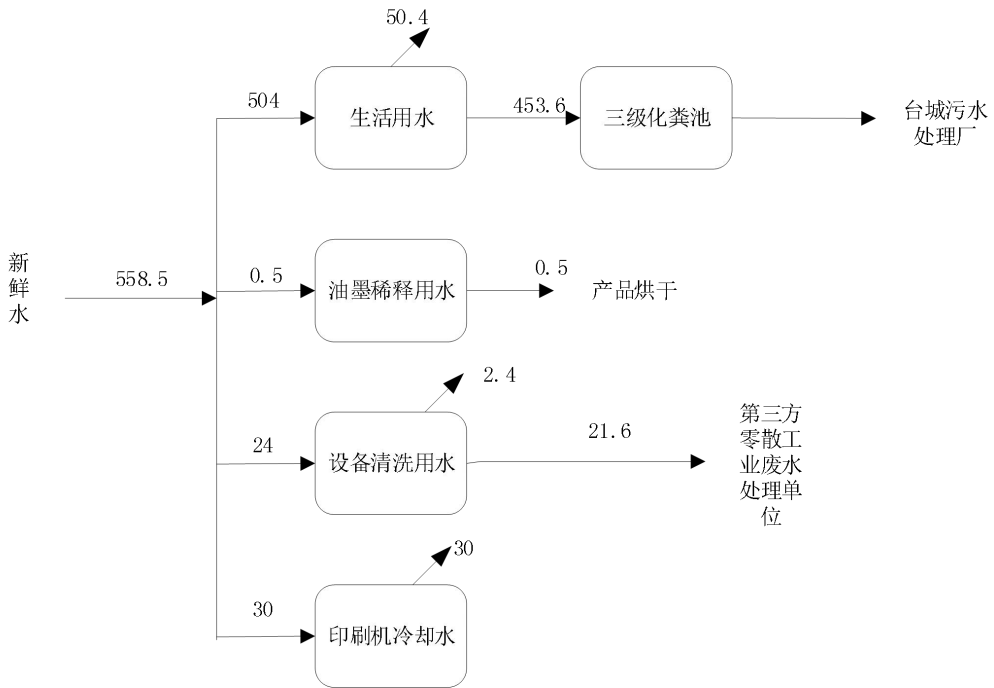 50.4
504
生活用水
453.6
三级化粪池
台城污水
处理厂
新
鲜
水
558.5
0.5
油墨稀释用水
0.5
产品烘干
2.4
24
设备清洗用水
21.6
第三方
零散工
业废水
处理单
位
30
30
印刷机冷却水